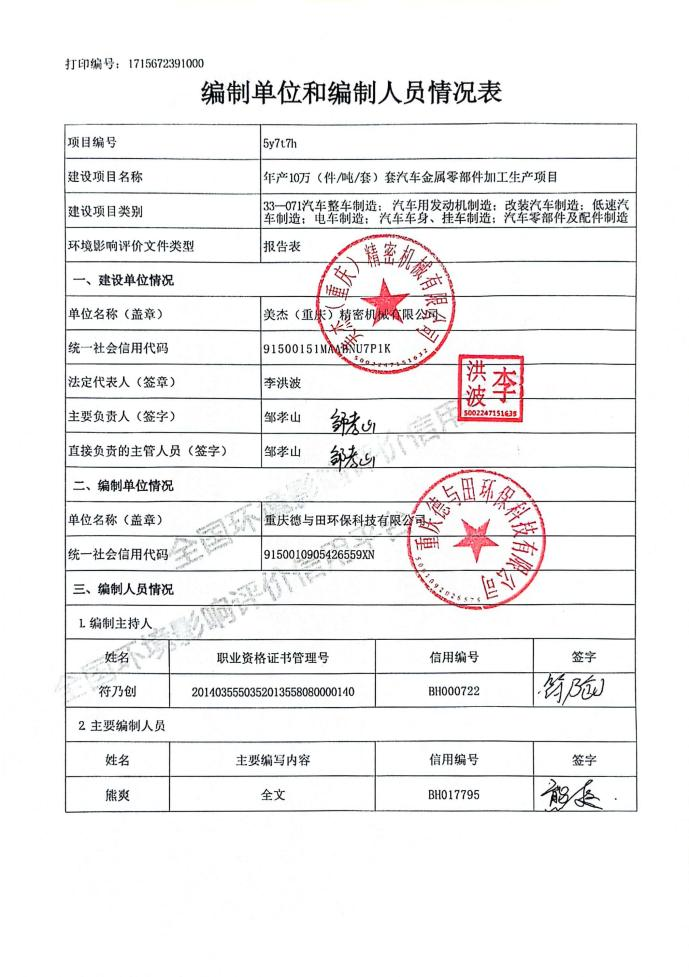 打印编号：1715672391000
编制单位和编制人员情况表
项目编号 5y7t7h
建设项目名称 年产10万（件/吨/套）套汽车金属零部件加工生产项目
建设项目类别 33—071汽车整车制造；汽车用发动机制造；改装汽车制造；低速汽
车制造；电车制造；汽车车身、挂车制造；汽车零部件及配件制造
环境影响评价文件类型 报告表
一、建设单位情况
单位名称（盖章） 美杰（重庆）精密机械有限公司
统一社会信用代码
法定代表人（签章） 李洪波
主要负责人（签字） 邹孝山 邹孝山
直接负责的主管人员（签字） 邹孝山 邹孝山
二、编制单位情况
单位名称（盖章） 重庆德与田环保科技有限公司
统一社会信用代码 9150010905426559XN
三、编制人员情况
1.编制主持人
姓名 职业资格证书管理号 信用编号 签字
符乃创 2014035550352013558080000140 BH000722 符乃创
2.主要编制人员
姓名 主要编写内容 信用编号 签字
熊爽 全文 BH017795 熊爽
美杰（重庆）精密机械有限公司
5002247151632
李洪波
5002247151635
重庆德与田环保科技有限公司
5001092026575
全国环境影响评价信用平台